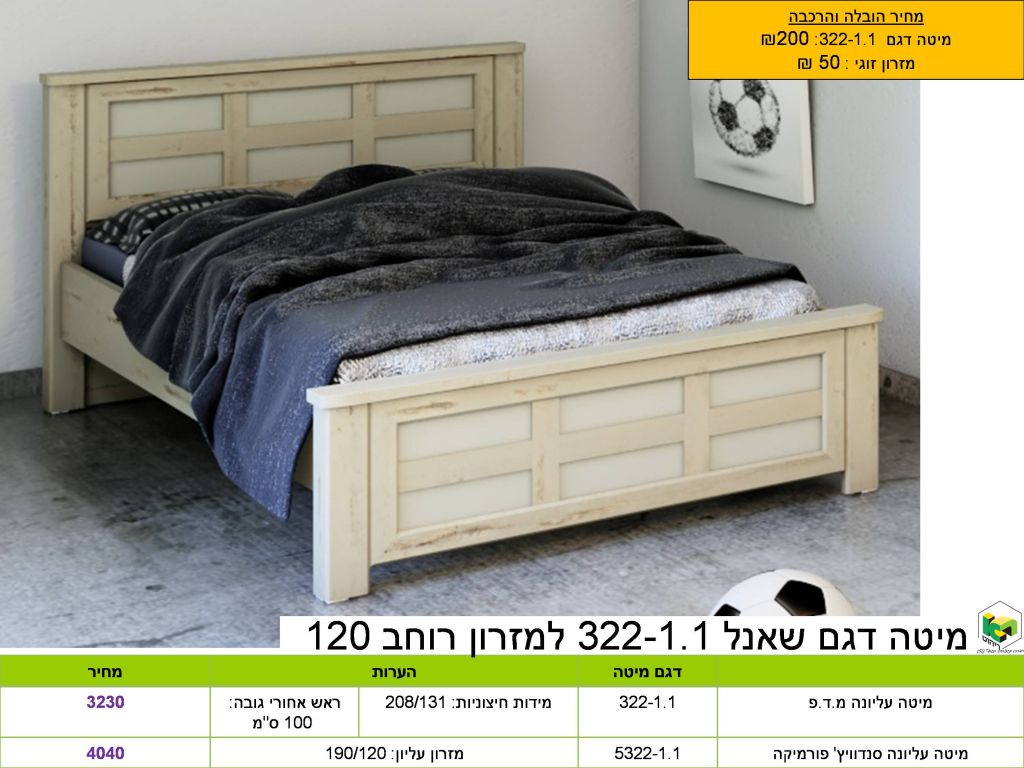 מחיר הובלה והרכבה
מיטה דגם 322-1.1: 200₪
מזרון זוגי : 50 ₪
מיטה דגם שאנל 322-1.1 למזרון רוחב 120
דגם מיטה הערות מחיר
מיטה עליונה מ.ד.פ 322-1.1 מידות חיצוניות: 208/131 ראש אחורי גובה: 3230
100 ס"מ
מיטה עליונה סנדוויץ' פורמיקה 5322-1.1 מזרון עליון: 190/120 4040